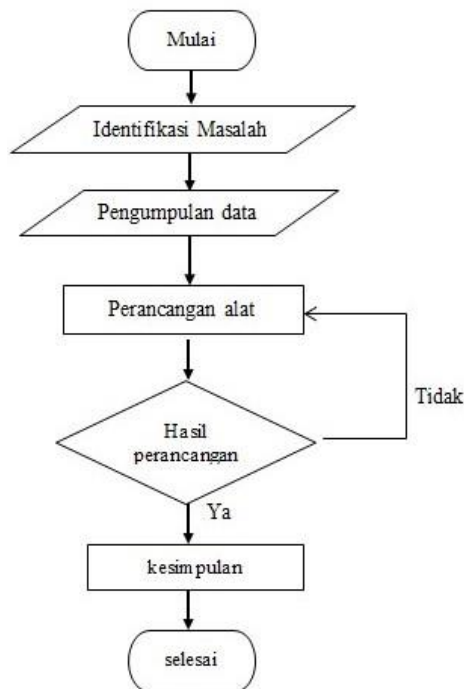 Mulai
Identifikasi Masalah
Pengumpulan data
Perancangan alat
Tidak
Hasil
perancangan
Ya
kesimpulan
selesai